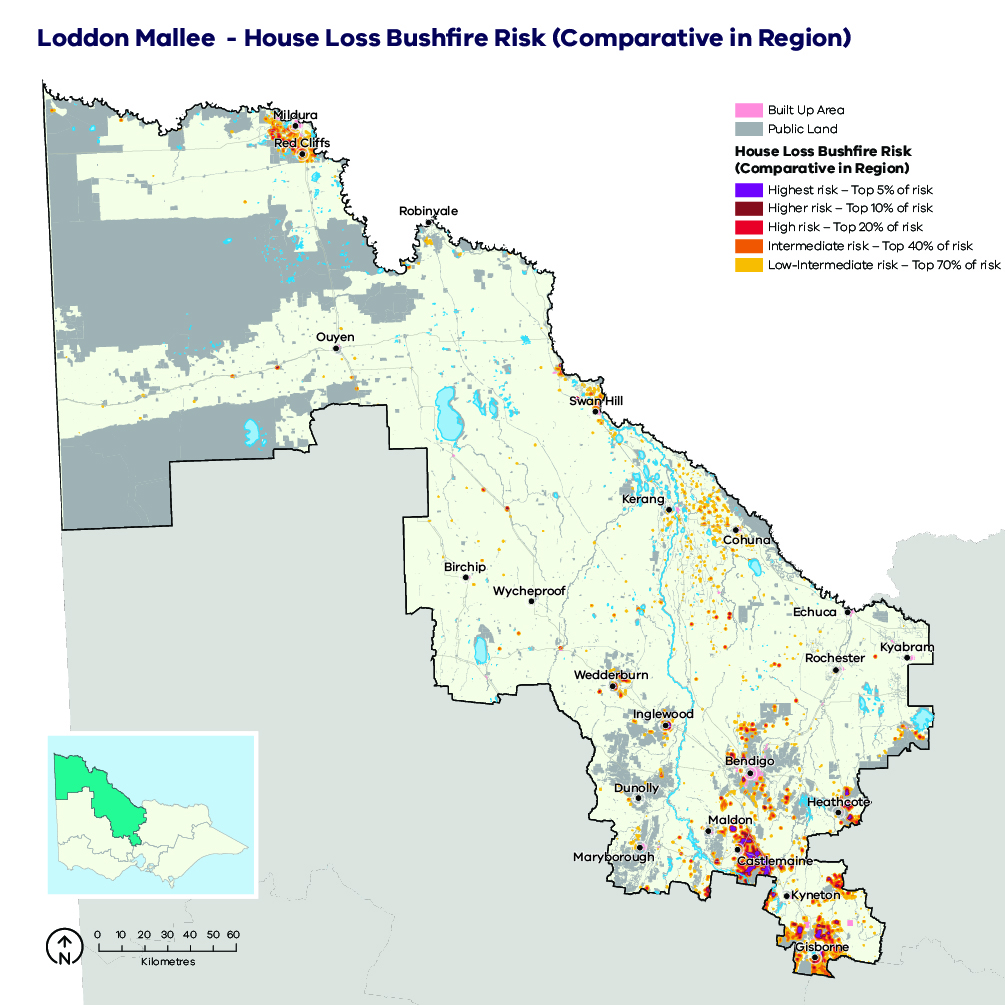 Loddon Mallee - House Loss Bushfire Risk (Comparative in Region)
Built Up Area
Public Land
House Loss Bushfire Risk
(Comparative in Region)
Highest risk – Top 5% of risk
Higher risk – Top 10% of risk
High risk – Top 20% of risk
Intermediate risk – Top 40% of risk
Low-Intermediate risk – Top 70% of risk
Mildura
Red Cliffs
Robinvale
Ouyen
Swan Hill
Kerang
Cohuna
Birchip
Wycheproof
Echuca
Kyabram
Rochester
Wedderburn
Inglewood
Bendigo
Dunolly
Heathcote
Maldon
Maryborough
Castlemaine
Kyneton
Gisborne
N
0 10 20 30 40 50 60
Kilometres